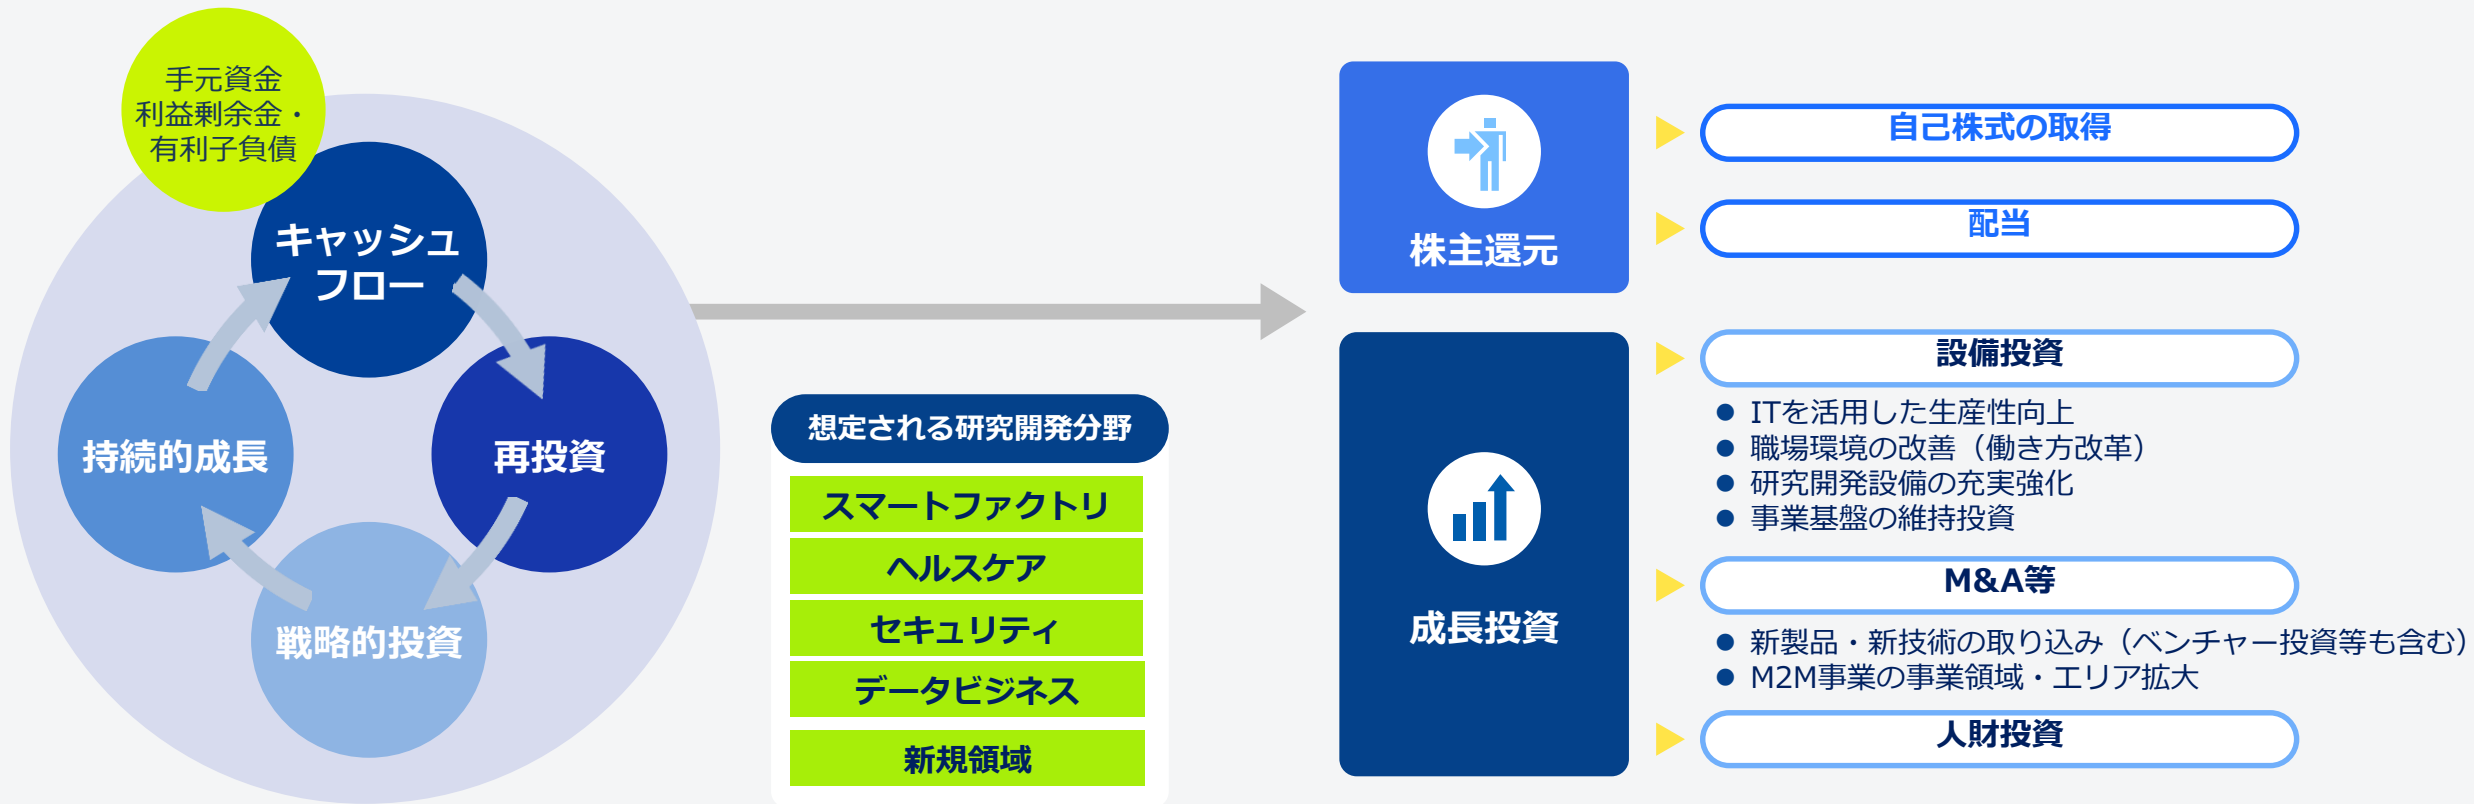 手元資金
利益剰余金・
有利子負債
キャッシュ
フロー
持続的成長
再投資
戦略的投資
想定される研究開発分野
スマートファクトリ
ヘルスケア
セキュリティ
データビジネス
新規領域
株主還元
自己株式の取得
配当
成長投資
設備投資
● ITを活用した生産性向上
● 職場環境の改善（働き方改革）
● 研究開発設備の充実強化
● 事業基盤の維持投資
M&A等
● 新製品・新技術の取り込み（ベンチャー投資等も含む）
● M2M事業の事業領域・エリア拡大
人財投資